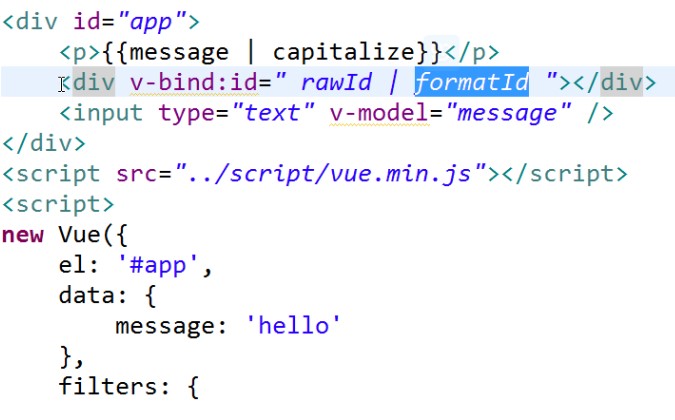 <div id="app">
    <p>{{message | capitalize}}</p>
    <div v-bind:id=" rawId | formatId "></div>
    <input type="text" v-model="message" />
</div>
<script src="../script/vue.min.js"></script>
<script>
new Vue({
    el: '#app',
    data: {
        message: 'hello'
    },
    filters: {